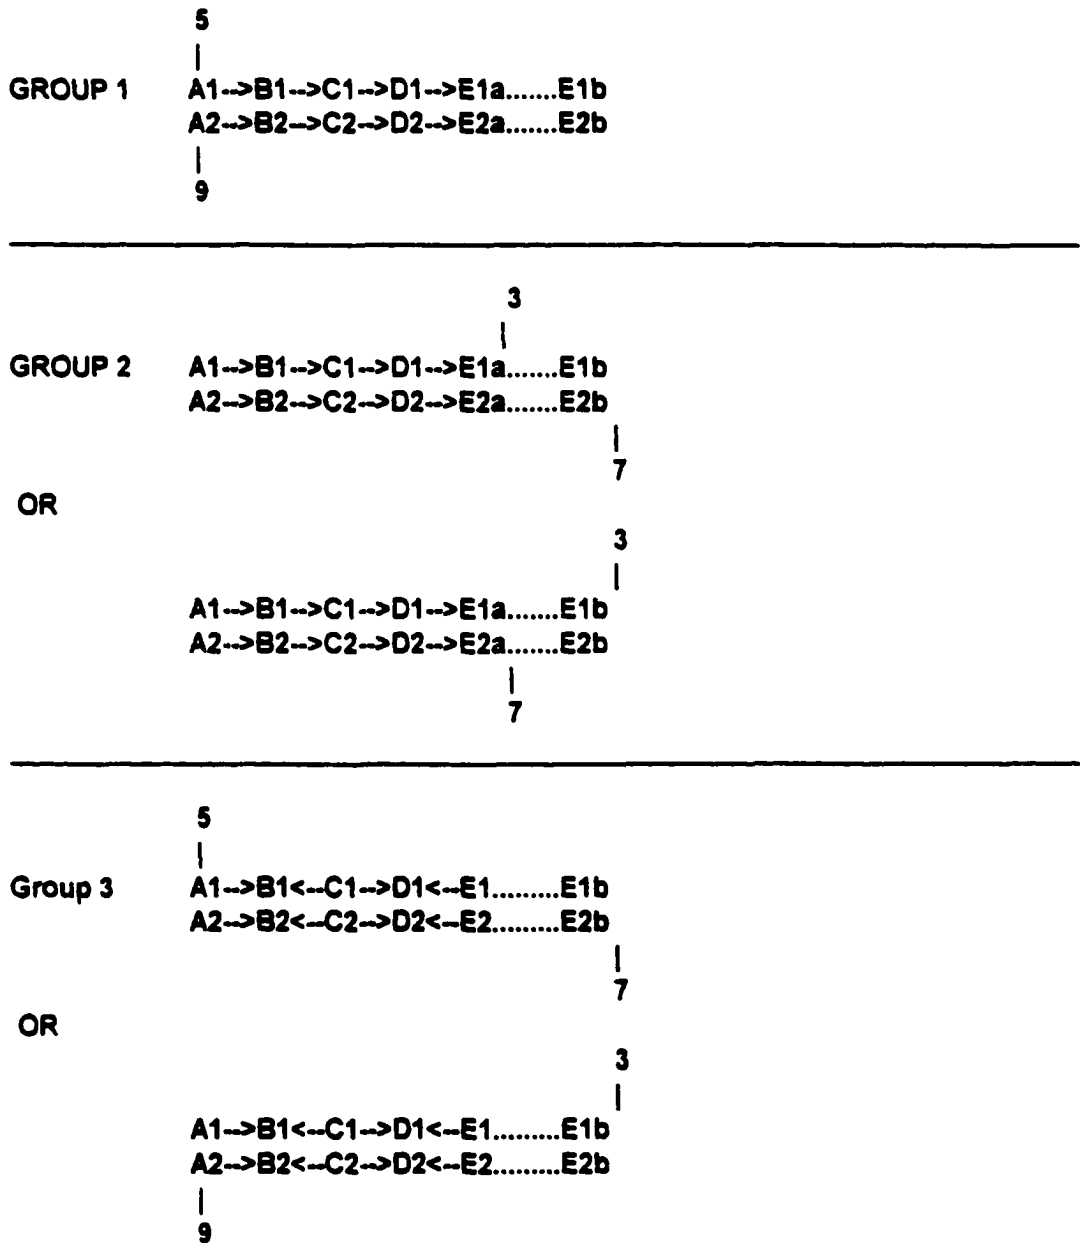 5
|
GROUP 1 A1-->B1-->C1-->D1-->E1a.......E1b
A2-->B2-->C2-->D2-->E2a.......E2b
|
9
3
|
GROUP 2 A1-->B1-->C1-->D1-->E1a.......E1b
A2-->B2-->C2-->D2-->E2a.......E2b
|
7
OR
3
|
A1-->B1-->C1-->D1-->E1a.......E1b
A2-->B2-->C2-->D2-->E2a.......E2b
|
7
5
|
Group 3 A1-->B1<--C1-->D1<--E1.........E1b
A2-->B2<--C2-->D2<--E2.........E2b
|
7
OR
3
|
A1-->B1<--C1-->D1<--E1.........E1b
A2-->B2<--C2-->D2<--E2.........E2b
|
9